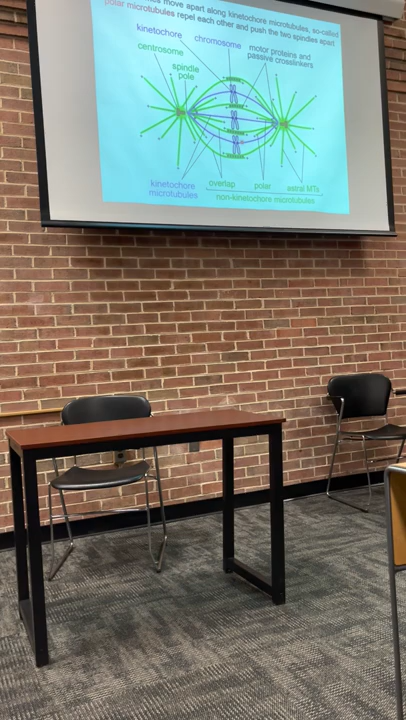 move apart along kinetochore microtubules, so-called
polar microtubules repel each other and push the two spindles apart
kinetochore
chromosome
motor proteins and
passive crosslinkers
centrosome
spindle
pole
kinetochore
microtubules
overlap
polar
astral MTs
non-kinetochore microtubules